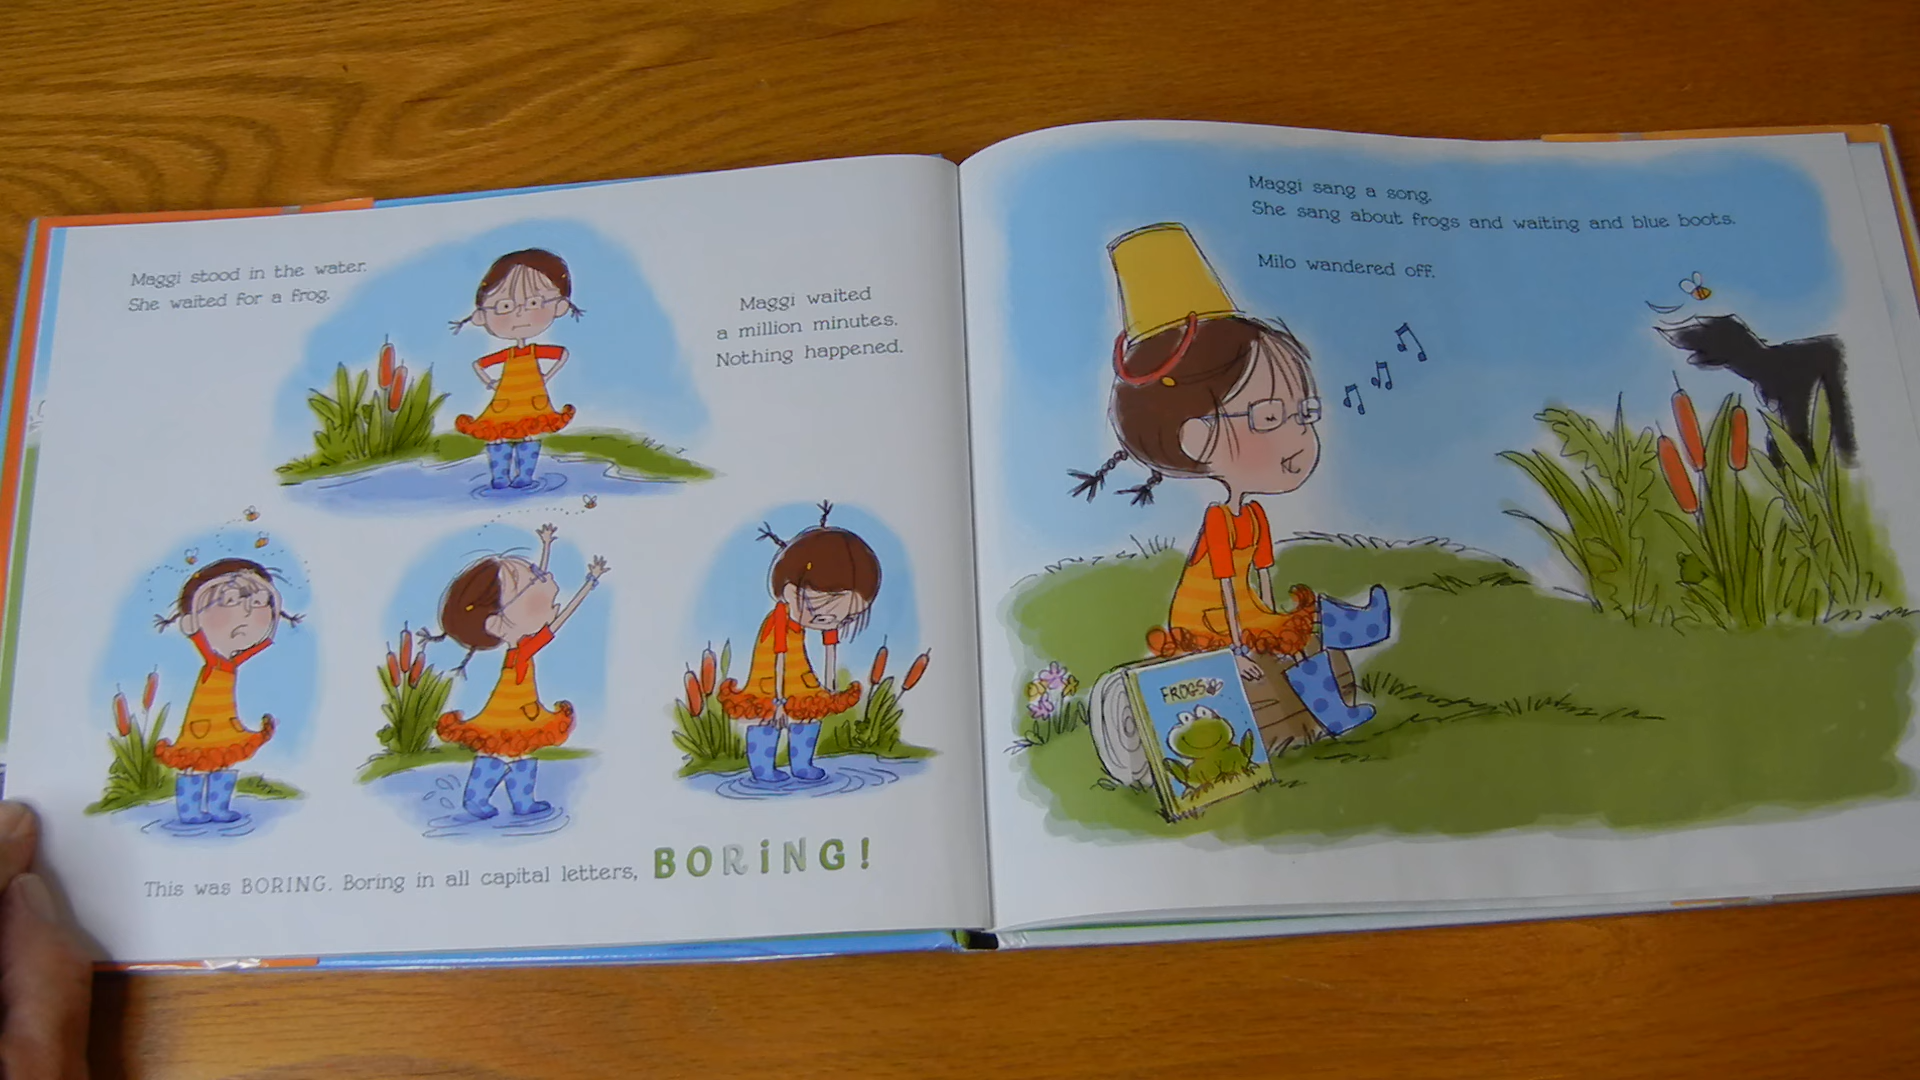 Maggi stood in the water.
She waited for a frog.
Maggi waited
a million minutes.
Nothing happened.
This was BORING. Boring in all capital letters, BORiNG!
Maggi sang a song.
She sang about frogs and waiting and blue boots.
Milo wandered off.
FROGS